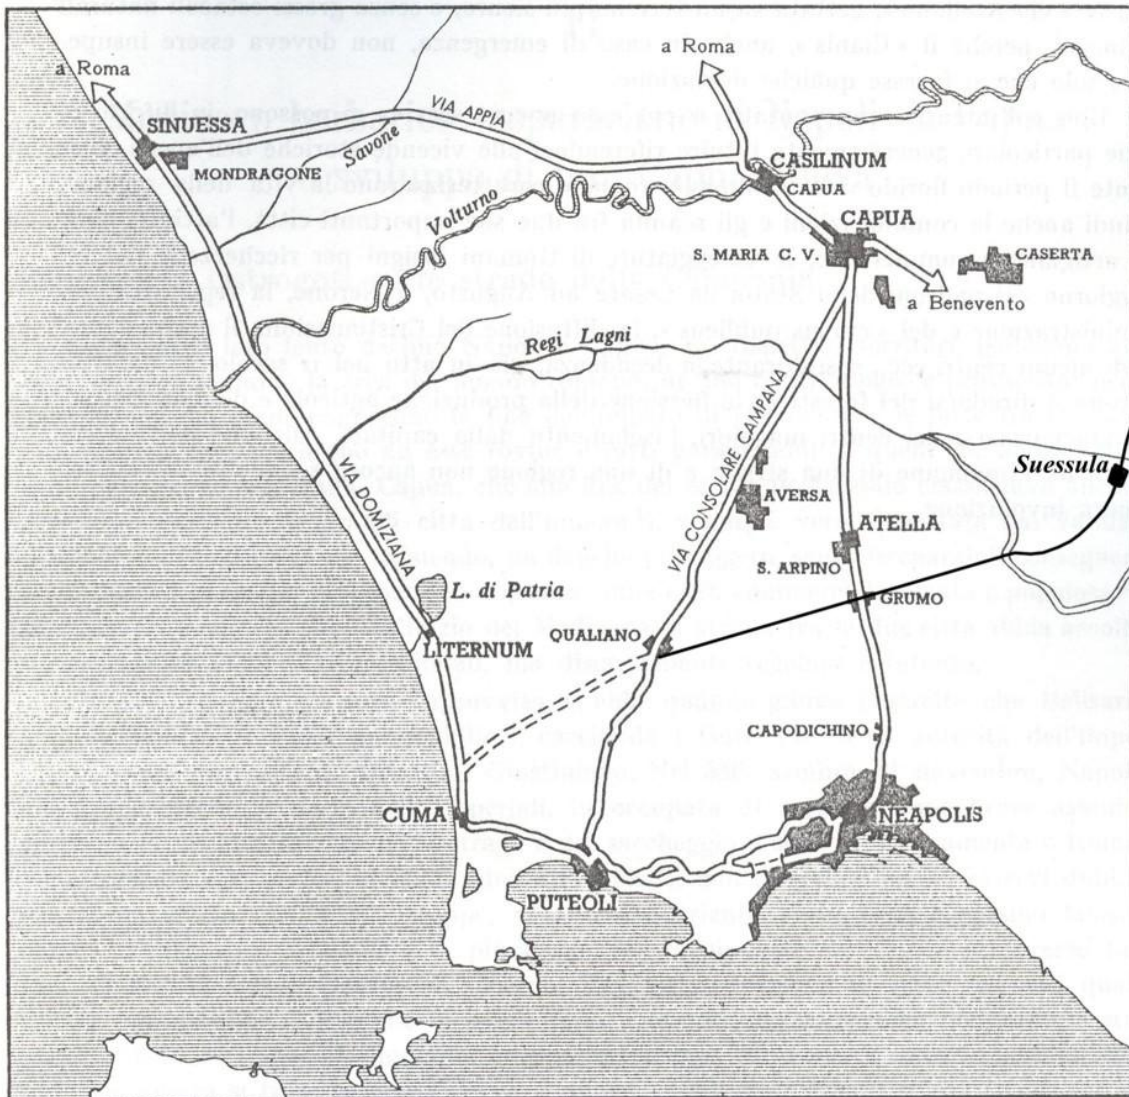 a Roma
a Roma
SINUESSA
MONDRAGONE
Savone
VIA APPIA
CASILINUM
CAPUA
Volturno
CAPUA
S. MARIA C. V.
CASERTA
a Benevento
Regi Lagni
VIA DOMIZIANA
VIA CONSOLARE CAMPANA
Suessula
AVERSA
ATELLA
S. ARPINO
GRUMO
L. di Patria
LITERNUM
QUALIANO
CAPODICHINO
CUMA
NEAPOLIS
PUTEOLI